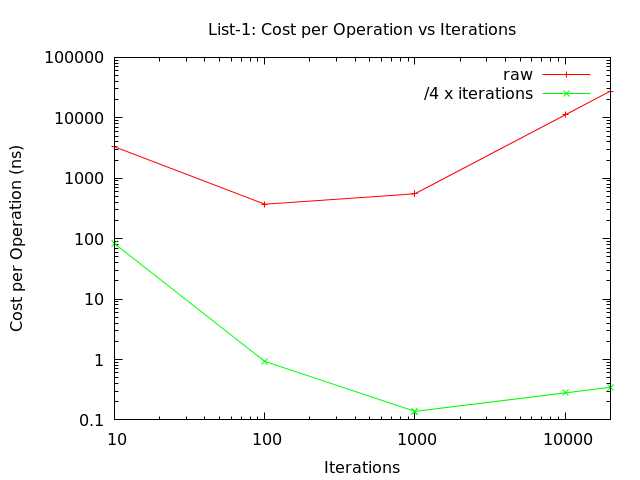 List-1: Cost per Operation vs Iterations
100000
10000
1000
100
10
1
0.1
Cost per Operation (ns)
raw
/4 x iterations
10 100 1000 10000
Iterations